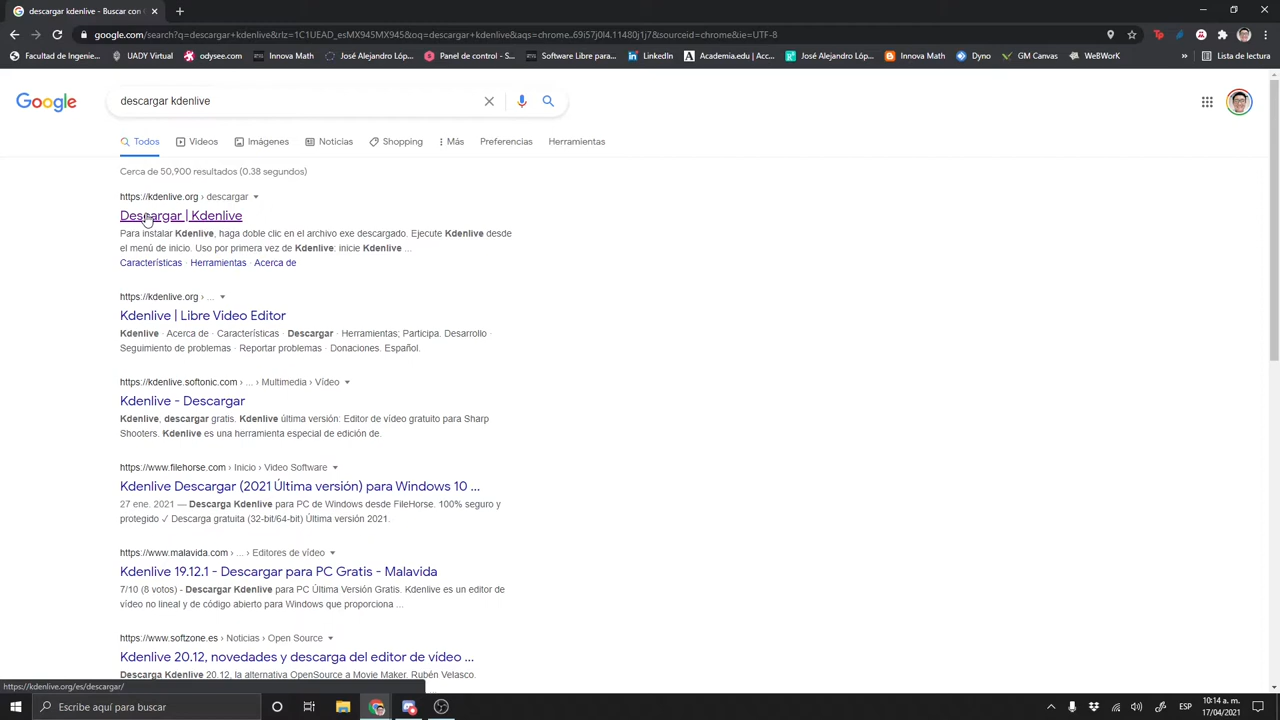 descargar kdenlive - Buscar con
google.com/search?q=descargar+kdenlive&rlz=1C1UEAD_esMX945MX945&oq=descargar+kdenlive&aqs=chrome..69i57j0l4.11480j1j7&sourceid=chrome&ie=UTF-8
Facultad de Ingenie... UADY - Búsqueda odysee.com Instant Math José Alejandro Lóp... Panel de control - S... Software Libre para... LinkedIn Academia.edu | Acc... José Alejandro Lóp... Odysee GM Canvas WeBWorK » Lista de lectura
Google
descargar kdenlive
Todos Videos Imágenes Noticias Shopping Más Preferencias Herramientas
Cerca de 50,900 resultados (0.38 segundos)
https://kdenlive.org › descargar
Descargar | Kdenlive
Para instalar Kdenlive, haga doble clic en el archivo exe descargado. Ejecute Kdenlive desde
el menú de inicio. Uso por primera vez de Kdenlive: inicie Kdenlive ...
Características · Herramientas · Acerca de
https://kdenlive.org › ...
Kdenlive | Libre Video Editor
Kdenlive · Acerca de · Características · Descargar · Herramientas; Participa. Desarrollo ·
Seguimiento de problemas · Reportar problemas · Donaciones. Español.
https://kdenlive.softonic.com › ... › Multimedia › Vídeo
Kdenlive - Descargar
Kdenlive, descargar gratis. Kdenlive última versión: Editor de vídeo gratuito para Sharp
Shooters. Kdenlive es una herramienta especial de edición de.
https://www.filehorse.com › Inicio › Video Software
Kdenlive Descargar (2021 Última versión) para Windows 10 ...
27 ene. 2021 — Descarga Kdenlive para PC de Windows desde FileHorse. 100% seguro y
protegido ✓ Descarga gratuita (32-bit/64-bit) Última versión 2021.
https://www.malavida.com › ... › Editores de vídeo
Kdenlive 19.12.1 - Descargar para PC Gratis - Malavida
7/10 (8 votos) - Descargar Kdenlive para PC Última Versión Gratis. Kdenlive es un editor de
vídeo no lineal y de código abierto para Windows que proporciona ...
https://www.softzone.es › Noticias › Open Source
Kdenlive 20.12, novedades y descarga del editor de vídeo ...
Descarga Kdenlive 20.12, la alternativa OpenSource a Movie Maker. Rubén Velasco.
https://kdenlive.org/es/descargar/
Escribe aquí para buscar
ESP
10:14 a. m.
17/04/2021